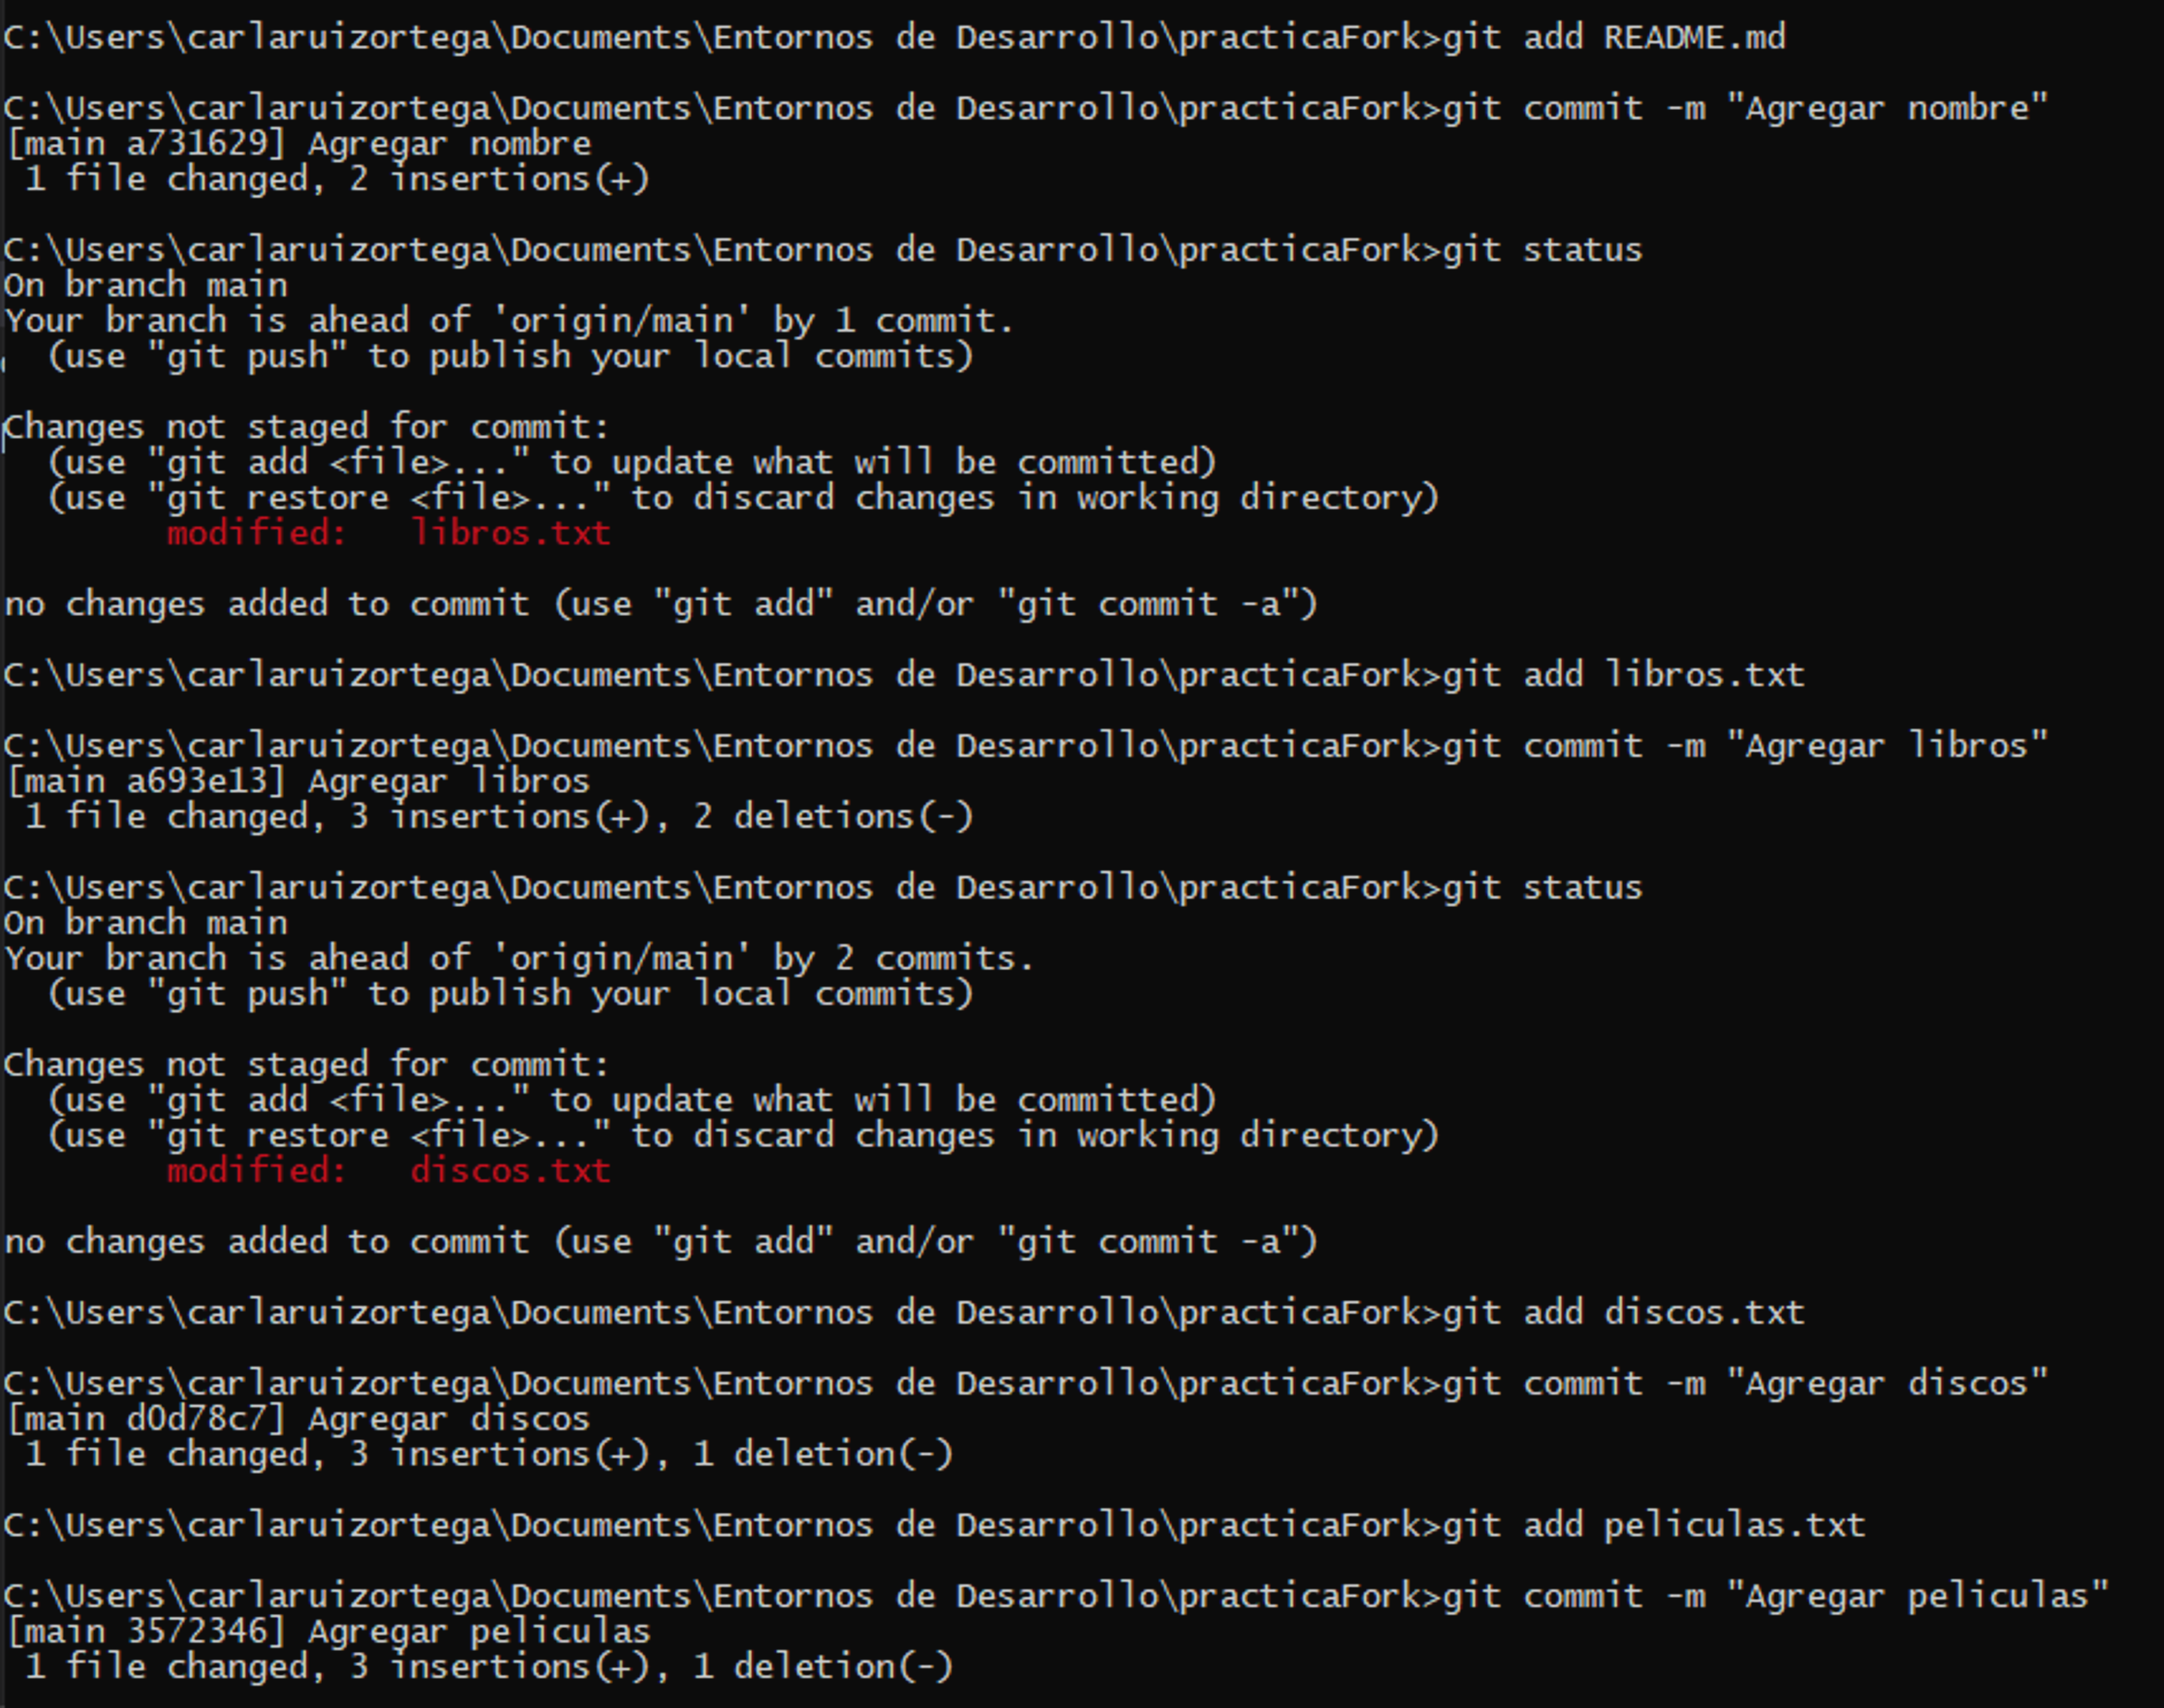 C:\Users\carlaruizortega\Documents\Entornos de Desarrollo\practicaFork>git add README.md
C:\Users\carlaruizortega\Documents\Entornos de Desarrollo\practicaFork>git commit -m "Agregar nombre"
[main a731629] Agregar nombre
 1 file changed, 2 insertions(+)
C:\Users\carlaruizortega\Documents\Entornos de Desarrollo\practicaFork>git status
On branch main
Your branch is ahead of 'origin/main' by 1 commit.
  (use "git push" to publish your local commits)
Changes not staged for commit:
  (use "git add <file>..." to update what will be committed)
  (use "git restore <file>..." to discard changes in working directory)
        modified:   libros.txt
no changes added to commit (use "git add" and/or "git commit -a")
C:\Users\carlaruizortega\Documents\Entornos de Desarrollo\practicaFork>git add libros.txt
C:\Users\carlaruizortega\Documents\Entornos de Desarrollo\practicaFork>git commit -m "Agregar libros"
[main a693e13] Agregar libros
 1 file changed, 3 insertions(+), 2 deletions(-)
C:\Users\carlaruizortega\Documents\Entornos de Desarrollo\practicaFork>git status
On branch main
Your branch is ahead of 'origin/main' by 2 commits.
  (use "git push" to publish your local commits)
Changes not staged for commit:
  (use "git add <file>..." to update what will be committed)
  (use "git restore <file>..." to discard changes in working directory)
        modified:   discos.txt
no changes added to commit (use "git add" and/or "git commit -a")
C:\Users\carlaruizortega\Documents\Entornos de Desarrollo\practicaFork>git add discos.txt
C:\Users\carlaruizortega\Documents\Entornos de Desarrollo\practicaFork>git commit -m "Agregar discos"
[main d0d78c7] Agregar discos
 1 file changed, 3 insertions(+), 1 deletion(-)
C:\Users\carlaruizortega\Documents\Entornos de Desarrollo\practicaFork>git add peliculas.txt
C:\Users\carlaruizortega\Documents\Entornos de Desarrollo\practicaFork>git commit -m "Agregar peliculas"
[main 3572346] Agregar peliculas
 1 file changed, 3 insertions(+), 1 deletion(-)